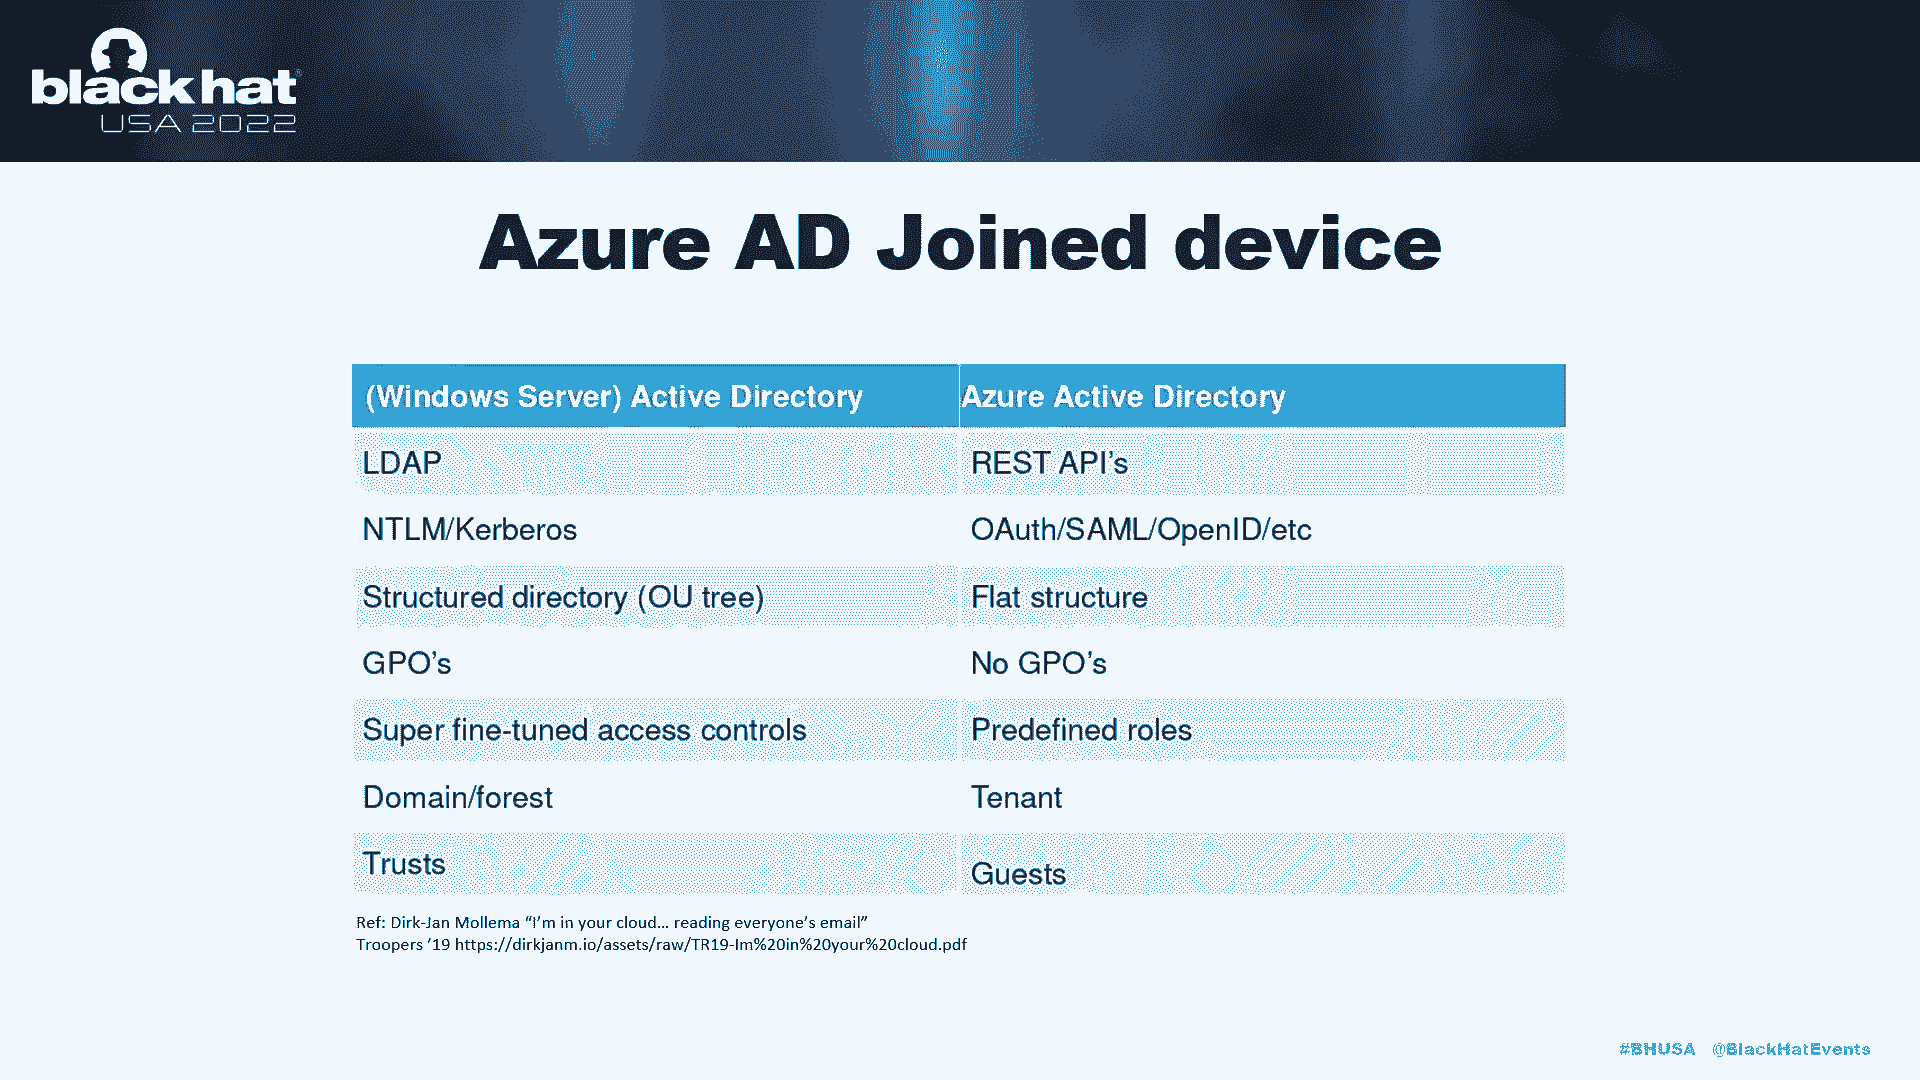 black hat
USA 2022
Azure AD Joined device
(Windows Server) Active Directory Azure Active Directory
LDAP REST API’s
NTLM/Kerberos OAuth/SAML/OpenID/etc
Structured directory (OU tree) Flat structure
GPO’s No GPO’s
Super fine-tuned access controls Predefined roles
Domain/forest Tenant
Trusts Guests
Ref: Dirk-Jan Mollema “I’m in your cloud... reading everyone’s email”
Troopers ’19 https://dirkjanm.io/assets/raw/TR19-Im%20in%20your%20cloud.pdf
#BHUSA @BlackHatEvents